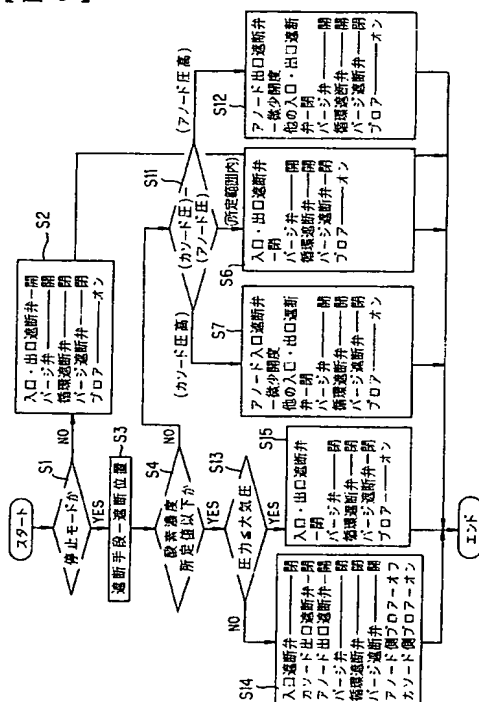 スタート
S1
停止モードか
NO
YES
S2
入口・出口遮断弁—開
パージ弁———開
循環遮断弁———閉
パージ遮断弁——閉
ブロアー———オン
S3
遮断手段—遮断位置
S4
酸素濃度
所定値以下か
NO
YES
S11
(カソード圧)-
(アノード圧)
(カソード圧高)
(所定範囲内)
(アノード圧高)
S12
アノード出口遮断弁
—微少開度
他の入口・出口遮断
弁—閉
パージ弁———開
循環遮断弁———開
パージ遮断弁——閉
ブロアー———オン
S6
入口・出口遮断弁
—閉
パージ弁———開
循環遮断弁———開
パージ遮断弁—閉
ブロアー———オン
S7
アノード入口遮断弁
—微少開度
他の入口・出口遮断
弁—閉
パージ弁———開
循環遮断弁———開
パージ遮断弁——閉
ブロアー———オン
S13
圧力≦大気圧
NO
YES
S15
入口・出口遮断弁
—閉
パージ弁
循環遮断弁
パージ遮断弁
ブロアー———オン
S14
入口遮断弁———閉
カソード出口遮断弁—閉
アノード出口遮断弁—開
パージ弁
循環遮断弁
パージ遮断弁
アノード側ブロアーオフ
カソード側ブロアーオン
エンド